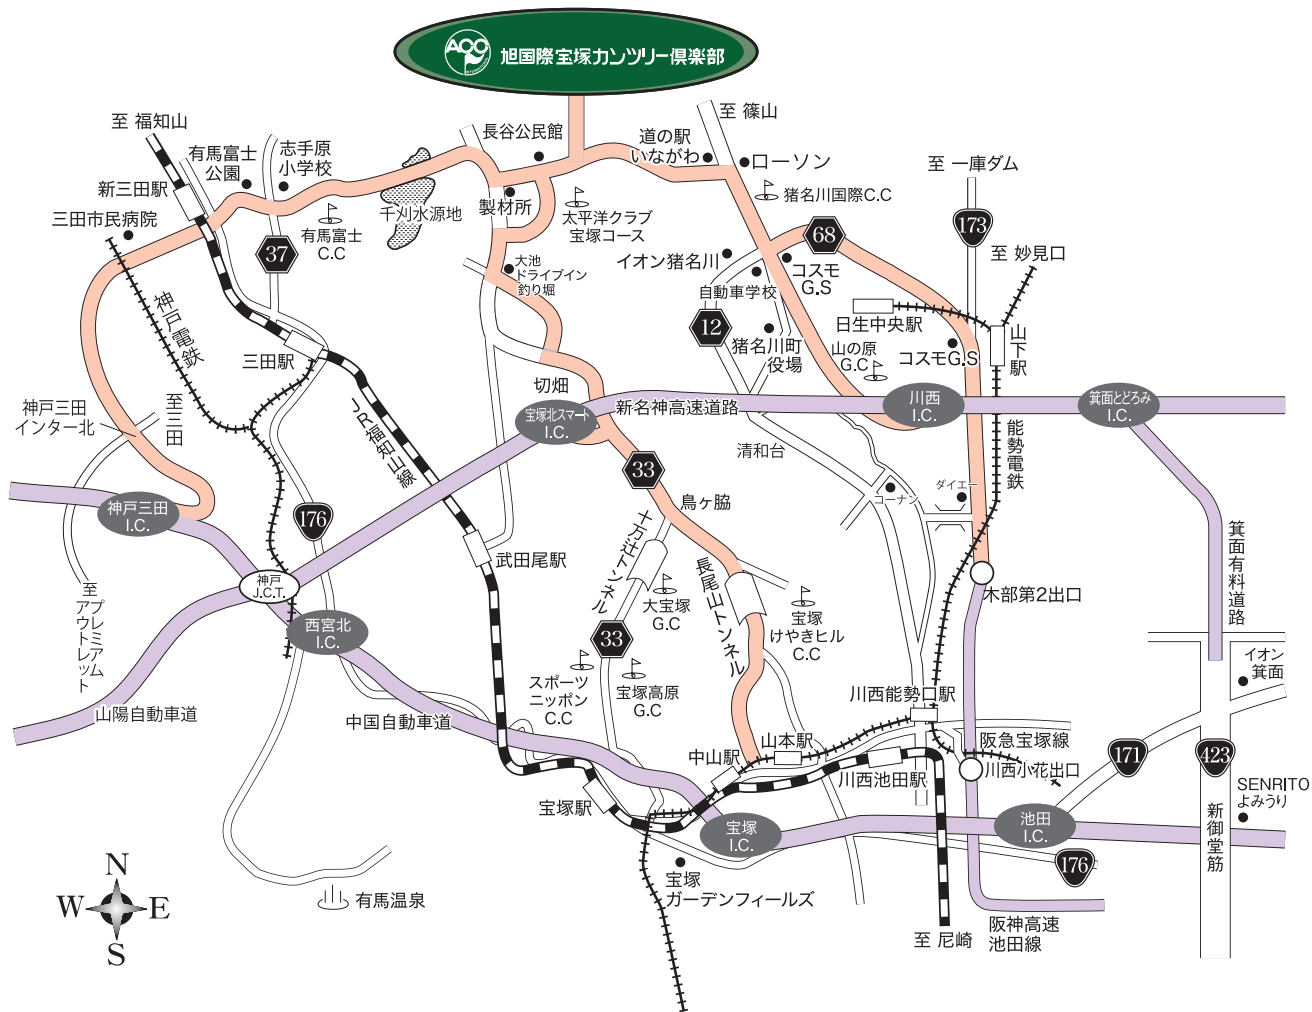 ACC
INTERNATIONAL
旭国際宝塚カンツリー倶楽部
至 福知山
有馬富士
公園
志手原
小学校
長谷公民館
道の駅
いながわ
至 篠山
ローソン
至 一庫ダム
新三田駅
三田市民病院
37
有馬富士
C.C
千刈水源地
製材所
太平洋クラブ
宝塚コース
猪名川国際C.C
68
173
至 妙見口
大池
ドライブイン
釣り堀
イオン猪名川
自動車学校
コスモ
G.S
12
猪名川町
役場
日生中央駅
山の原
G.C
コスモG.S
山下駅
神戸電鉄
三田駅
JR福知山線
切畑
宝塚北スマート
I.C.
新名神高速道路
川西
I.C.
箕面とどろみ
I.C.
能勢電鉄
神戸三田
インター北
至三田
清和台
33
コーナン
ダイエー
神戸三田
I.C.
176
鳥ヶ脇
十万辻トンネル
武田尾駅
長尾山トンネル
箕面有料道路
神戸
J.C.T.
至 プレミアム
アウトレット
木部第2出口
大宝塚
G.C
宝塚
けやきヒル
C.C
西宮北
I.C.
33
スポーツ
ニッポン
C.C
宝塚高原
G.C
イオン
箕面
山陽自動車道
中国自動車道
川西能勢口駅
中山駅
山本駅
阪急宝塚線
川西小花出口
171
423
川西池田駅
SENRITO
よみうり
宝塚駅
宝塚
I.C.
池田
I.C.
新御堂筋
176
宝塚
ガーデンフィールズ
有馬温泉
至 尼崎
阪神高速
池田線
N
W
E
S